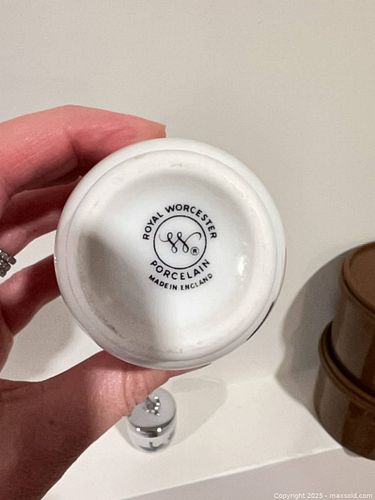 ROYAL WORCESTER
W ®
PORCELAIN
MADE IN ENGLAND
Copyright 2025 - maxsold.com